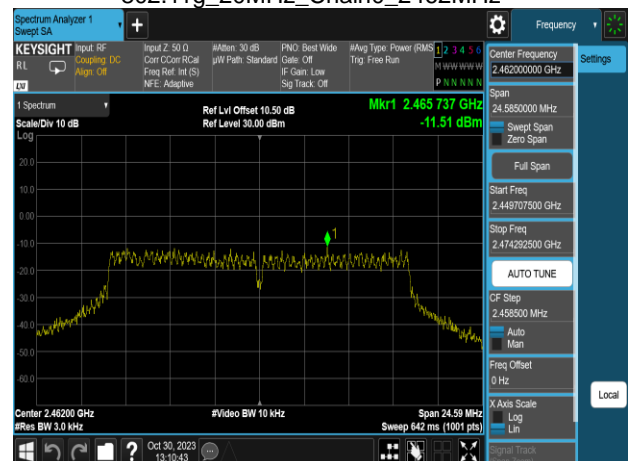 Spectrum Analyzer 1
Swept SA
Frequency
KEYSIGHT
RL
LXI
Input: RF
Coupling: DC
Align: Off
Input Z: 50 Ω
Corr CCorr RCal
Freq Ref: Int (S)
NFE: Adaptive
#Atten: 30 dB
µW Path: Standard
PNO: Best Wide
Gate: Off
IF Gain: Low
Sig Track: Off
#Avg Type: Power (RMS
Trig: Free Run
1 2 3 4 5 6
M W W W W W
P N N N N N
1 Spectrum
Scale/Div 10 dB
Log
Ref Lvl Offset 10.50 dB
Ref Level 30.00 dBm
Mkr1 2.465 737 GHz
-11.51 dBm
20.0
10.0
0.00
-10.0
-20.0
-30.0
-40.0
-50.0
-60.0
1
Center 2.46200 GHz
#Res BW 3.0 kHz
#Video BW 10 kHz
Span 24.59 MHz
Sweep 642 ms (1001 pts)
Center Frequency
2.462000000 GHz
Span
24.5850000 MHz
Swept Span
Zero Span
Full Span
Start Freq
2.449707500 GHz
Stop Freq
2.474292500 GHz
AUTO TUNE
CF Step
2.458500 MHz
Auto
Man
Freq Offset
0 Hz
X Axis Scale
Log
Lin
Signal Track
Settings
Local
?
Oct 30, 2023
13:10:43